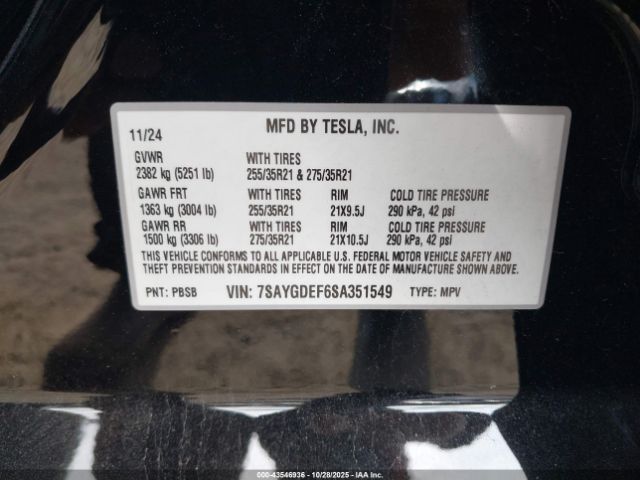 11/24 MFD BY TESLA, INC.
GVWR WITH TIRES
2382 kg (5251 lb) 255/35R21 & 275/35R21
GAWR FRT WITH TIRES RIM COLD TIRE PRESSURE
1363 kg (3004 lb) 255/35R21 21X9.5J 290 kPa, 42 psi
GAWR RR WITH TIRES RIM COLD TIRE PRESSURE
1500 kg (3306 lb) 275/35R21 21X10.5J 290 kPa, 42 psi
THIS VEHICLE CONFORMS TO ALL APPLICABLE U.S. FEDERAL MOTOR VEHICLE SAFETY AND
THEFT PREVENTION STANDARDS IN EFFECT ON THE DATE OF MANUFACTURE SHOWN ABOVE.
PNT: PBSB VIN: 7SAYGDEF6SA351549 TYPE: MPV
000-43546936 | 10/28/2025 | IAA Inc.